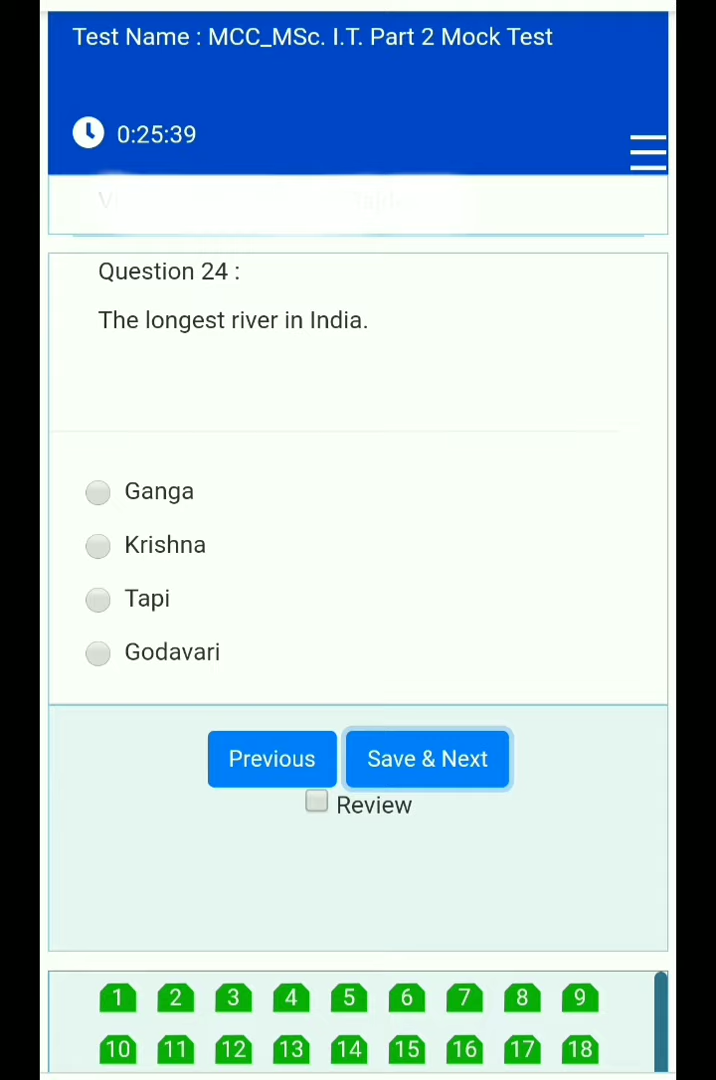 Test Name : MCC_MSc. I.T. Part 2 Mock Test
0:25:39
Question 24 :
The longest river in India.
Ganga
Krishna
Tapi
Godavari
Previous Save & Next
Review
1 2 3 4 5 6 7 8 9
10 11 12 13 14 15 16 17 18